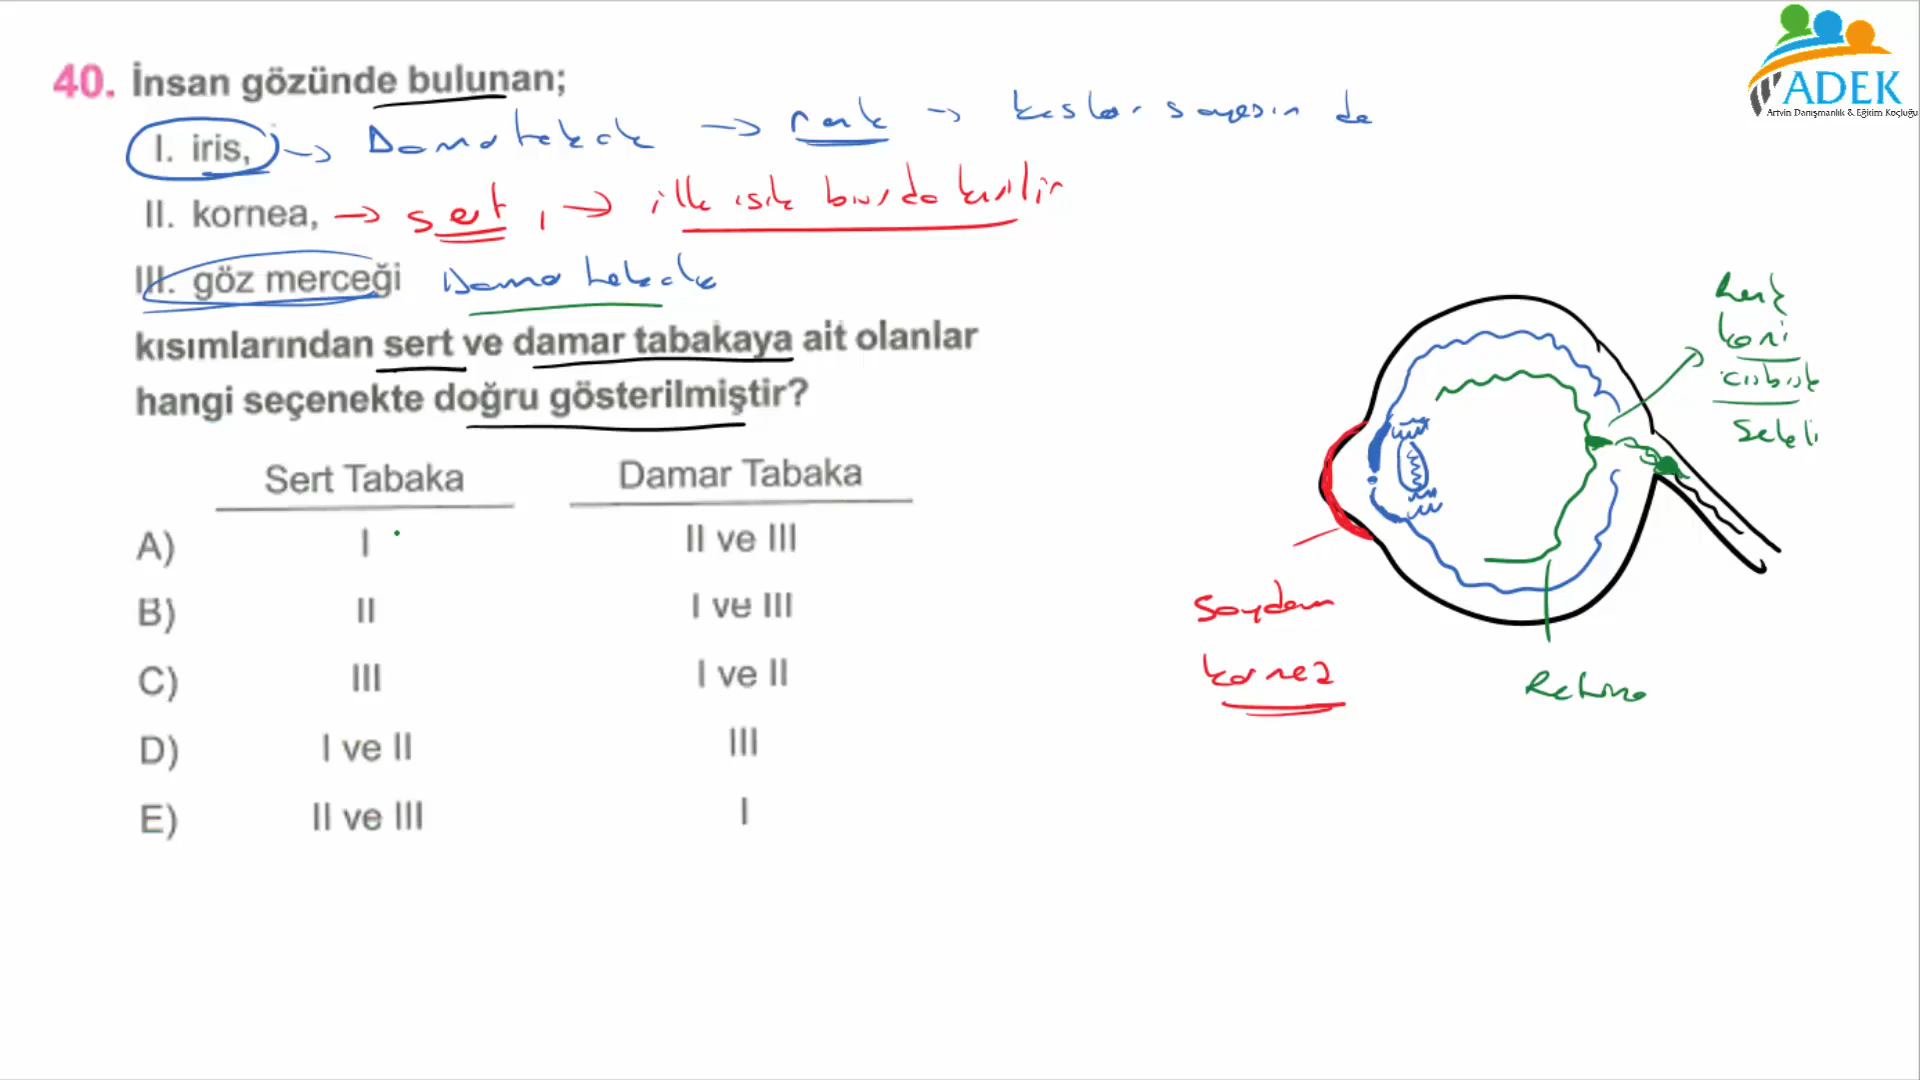 ADEK
Artvin Danışmanlık & Eğitim Koçluğu
40. İnsan gözünde bulunan;
I. iris, → Damar tabaka → renk → kaslar sayesinde
II. kornea, → sert, → ilk ışık burda kırılır
III. göz merceği Damar tabaka
kısımlarından sert ve damar tabakaya ait olanlar
hangi seçenekte doğru gösterilmiştir?
Sert Tabaka Damar Tabaka
A) I II ve III
B) II I ve III
C) III I ve II
D) I ve II III
E) II ve III I
Renk
koni
çubuk
Saydam
kornea
Retina